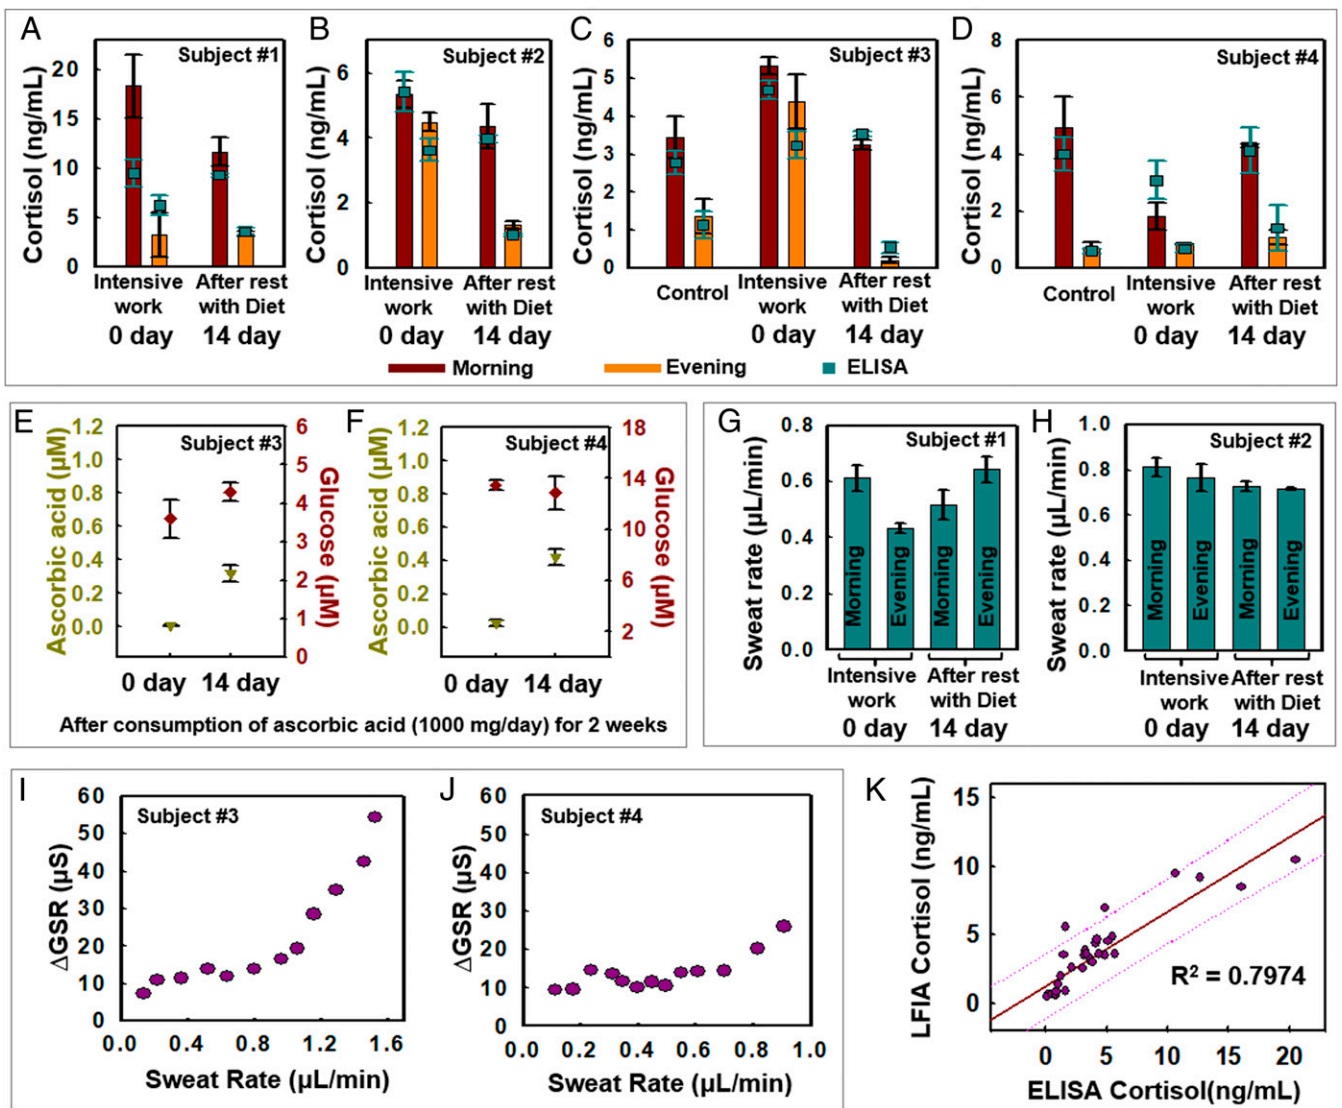 A
Subject #1
Cortisol (ng/mL)
20
15
10
5
0
Intensive
work
0 day
After rest
with Diet
14 day
B
Subject #2
Cortisol (ng/mL)
6
4
2
0
Intensive
work
0 day
After rest
with Diet
14 day
C
Subject #3
Cortisol (ng/mL)
6
5
4
3
2
1
0
Control
Intensive
work
0 day
After rest
with Diet
14 day
D
Subject #4
Cortisol (ng/mL)
8
6
4
2
0
Control
Intensive
work
0 day
After rest
with Diet
14 day
Morning
Evening
ELISA
E
Subject #3
Ascorbic acid (µM)
1.2
1.0
0.8
0.6
0.4
0.2
0.0
6
5
4
3
2
1
0
Glucose (µM)
0 day
14 day
F
Subject #4
Ascorbic acid (µM)
1.2
1.0
0.8
0.6
0.4
0.2
0.0
18
14
10
6
2
Glucose (µM)
0 day
14 day
After consumption of ascorbic acid (1000 mg/day) for 2 weeks
G
Subject #1
Sweat rate (µL/min)
0.8
0.6
0.4
0.2
0.0
Morning
Evening
Morning
Evening
Intensive
work
0 day
After rest
with Diet
14 day
H
Subject #2
Sweat rate (µL/min)
1.0
0.8
0.6
0.4
0.2
0.0
Morning
Evening
Morning
Evening
Intensive
work
0 day
After rest
with Diet
14 day
I
Subject #3
ΔGSR (µS)
60
50
40
30
20
10
0
0.0 0.4 0.8 1.2 1.6
Sweat Rate (µL/min)
J
Subject #4
ΔGSR (µS)
60
50
40
30
20
10
0
0.0 0.2 0.4 0.6 0.8 1.0
Sweat Rate (µL/min)
K
LFIA Cortisol (ng/mL)
15
10
5
0
R² = 0.7974
0 5 10 15 20
ELISA Cortisol(ng/mL)